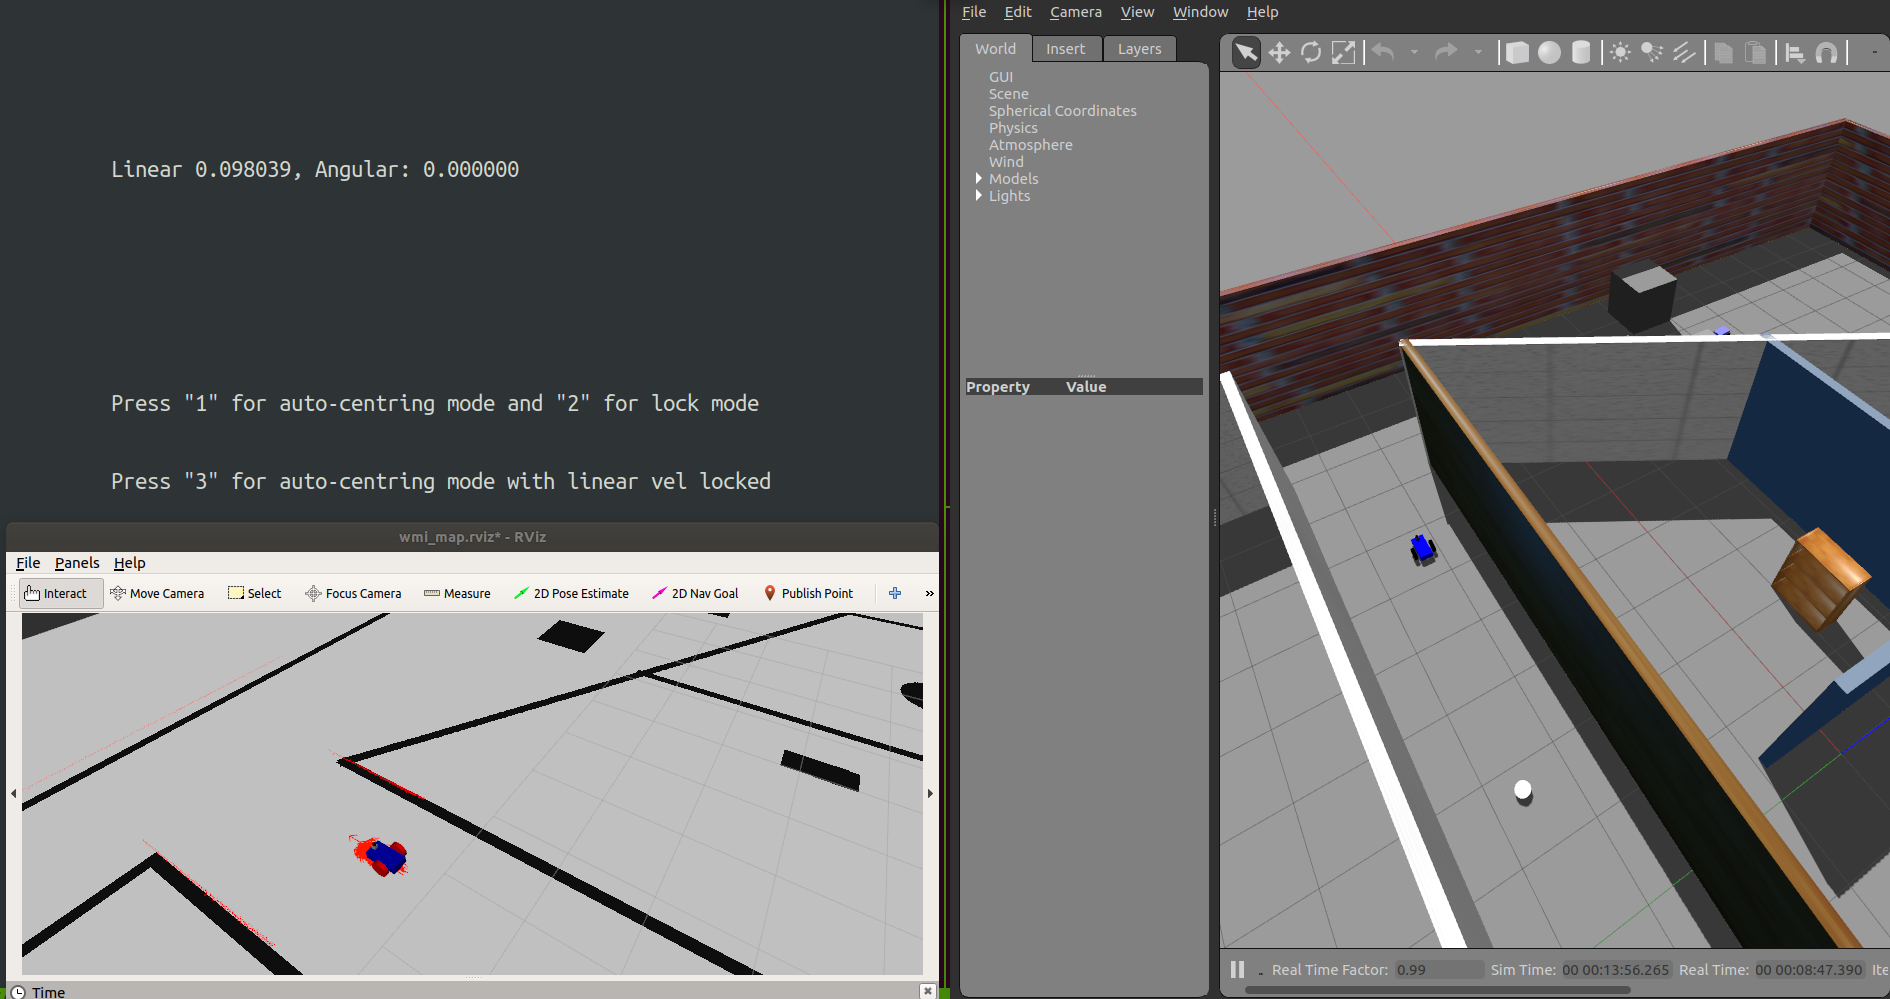 Linear 0.098039, Angular: 0.000000
Press "1" for auto-centring mode and "2" for lock mode
Press "3" for auto-centring mode with linear vel locked
wmi_map.rviz* - RViz
File Panels Help
Interact Move Camera Select Focus Camera Measure 2D Pose Estimate 2D Nav Goal Publish Point »
Time
File Edit Camera View Window Help
World Insert Layers
GUI
Scene
Spherical Coordinates
Physics
Atmosphere
Wind
Models
Lights
Property Value
Real Time Factor: 0.99 Sim Time: 00 00:13:56.265 Real Time: 00 00:08:47.390 Ite